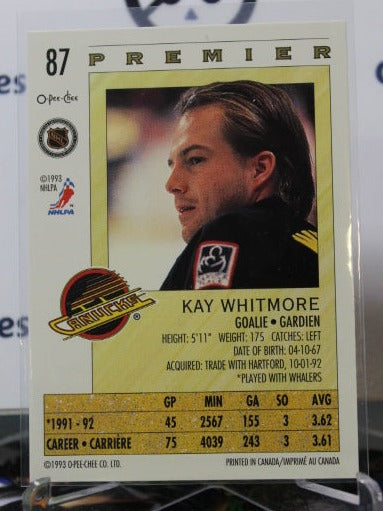 87 PREMIER
O-Pee-Chee
NHL
©1993
NHLPA
NHLPA
CANUCKS ®
KAY WHITMORE
GOALIE • GARDIEN
HEIGHT: 5'11" WEIGHT: 175 CATCHES: LEFT
DATE OF BIRTH: 04-10-67
ACQUIRED: TRADE WITH HARTFORD, 10-01-92
*PLAYED WITH WHALERS
GP MIN GA SO AVG
*1991 - 92 45 2567 155 3 3.62
CAREER • CARRIÈRE 75 4039 243 3 3.61
©1993 O-PEE-CHEE CO. LTD. PRINTED IN CANADA/IMPRIMÉ AU CANADA